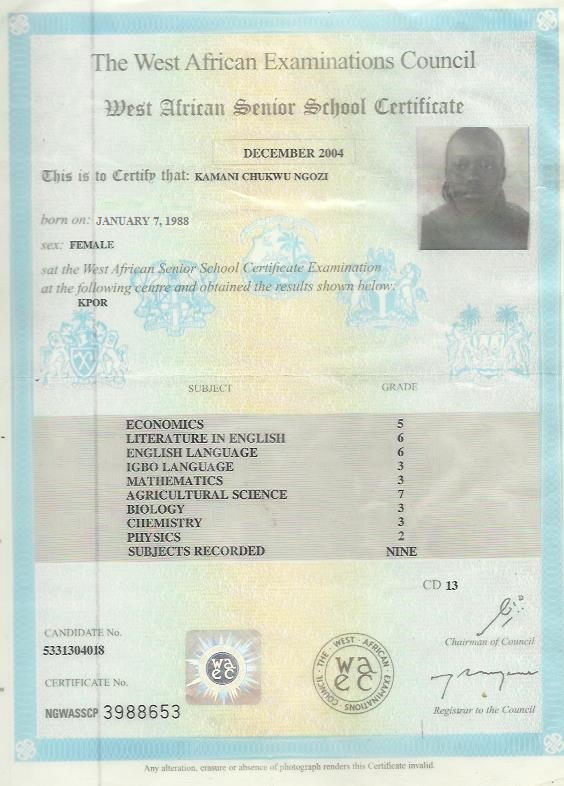 The West African Examinations Council
West African Senior School Certificate
DECEMBER 2004
This is to Certify that: KAMANI CHUKWU NGOZI
born on: JANUARY 7, 1988
sex: FEMALE
sat the West African Senior School Certificate Examination
at the following centre and obtained the results shown below:
KPOR
SUBJECT GRADE
ECONOMICS 5
LITERATURE IN ENGLISH 6
ENGLISH LANGUAGE 6
IGBO LANGUAGE 3
MATHEMATICS 3
AGRICULTURAL SCIENCE 7
BIOLOGY 3
CHEMISTRY 3
PHYSICS 2
SUBJECTS RECORDED NINE
CD 13
CANDIDATE No.
5331304018
Chairman of Council
CERTIFICATE No.
NGWASSCP 3988653
waec
THE · WEST · AFRICAN EXAMINATIONS COUNCIL
waec
Registrar to the Council
Any alteration, erasure or absence of photograph renders this Certificate invalid.